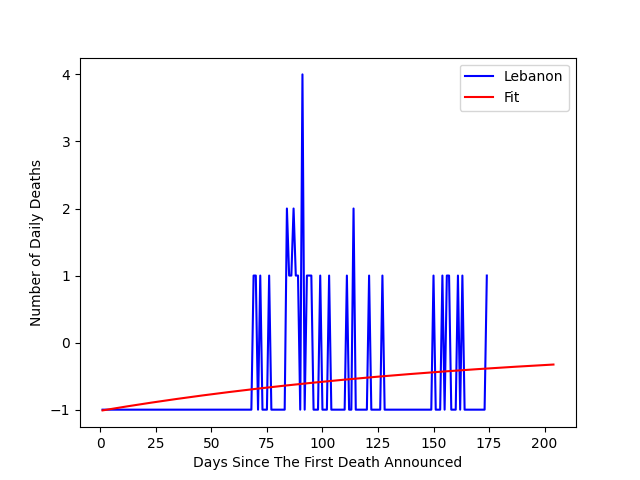 Lebanon
Fit
4
3
2
1
0
−1
Number of Daily Deaths
0 25 50 75 100 125 150 175 200
Days Since The First Death Announced